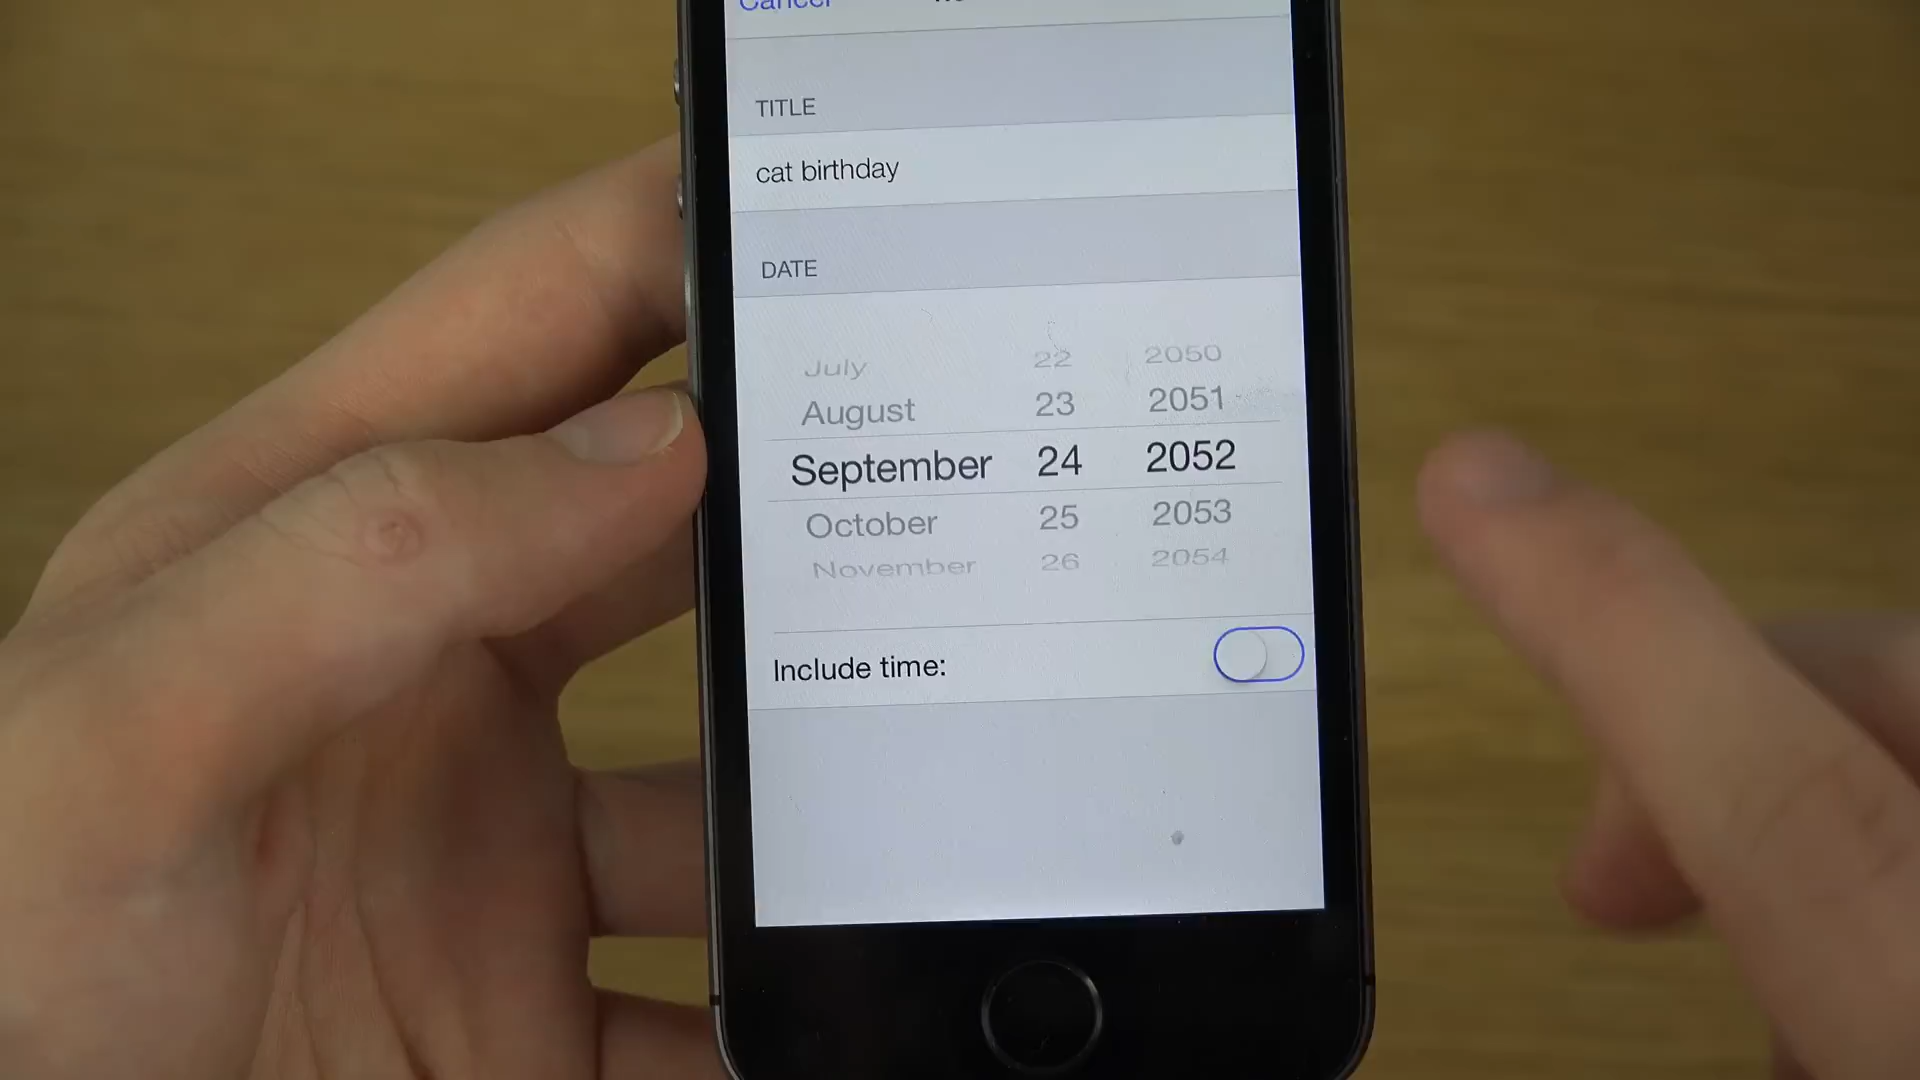 Cancel
TITLE
cat birthday
DATE
July 22 2050
August 23 2051
September 24 2052
October 25 2053
November 26 2054
Include time: